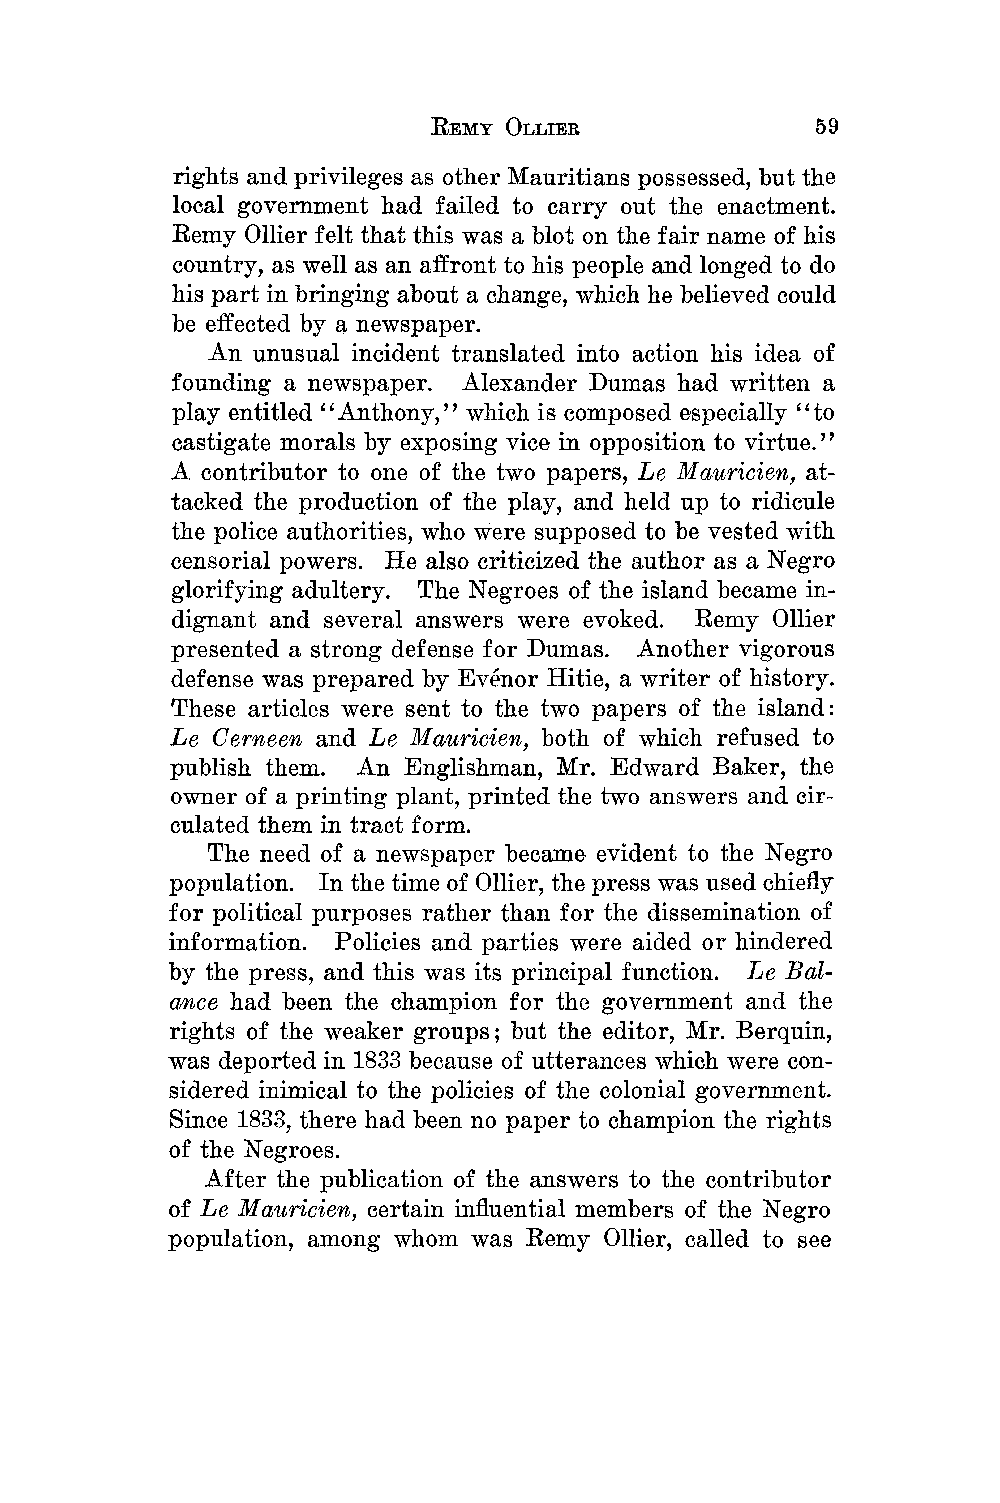 REMY OLLIER 59
rights and privileges as other Mauritians possessed, but the
local government had failed to carry out the enactment.
Remy Ollier felt that this was a blot on the fair name of his
country, as well as an affront to his people and longed to do
his part in bringing about a change, which he believed could
be effected by a newspaper.
An unusual incident translated into action his idea of
founding a newspaper. Alexander Dumas had written a
play entitled "Anthony," which is composed especially "to
castigate morals by exposing vice in opposition to virtue."
A contributor to one of the two papers, Le Mauricien, at-
tacked the production of the play, and held up to ridicule
the police authorities, who were supposed to be vested with
censorial powers. He also criticized the author as a Negro
glorifying adultery. The Negroes of the island became in-
dignant and several answers were evoked. Remy Ollier
presented a strong defense for Dumas. Another vigorous
defense was prepared by Evénor Hitie, a writer of history.
These articles were sent to the two papers of the island:
Le Cerneen and Le Mauricien, both of which refused to
publish them. An Englishman, Mr. Edward Baker, the
owner of a printing plant, printed the two answers and cir-
culated them in tract form.
The need of a newspaper became evident to the Negro
population. In the time of Ollier, the press was used chiefly
for political purposes rather than for the dissemination of
information. Policies and parties were aided or hindered
by the press, and this was its principal function. Le Bal-
ance had been the champion for the government and the
rights of the weaker groups; but the editor, Mr. Berquin,
was deported in 1833 because of utterances which were con-
sidered inimical to the policies of the colonial government.
Since 1833, there had been no paper to champion the rights
of the Negroes.
After the publication of the answers to the contributor
of Le Mauricien, certain influential members of the Negro
population, among whom was Remy Ollier, called to see